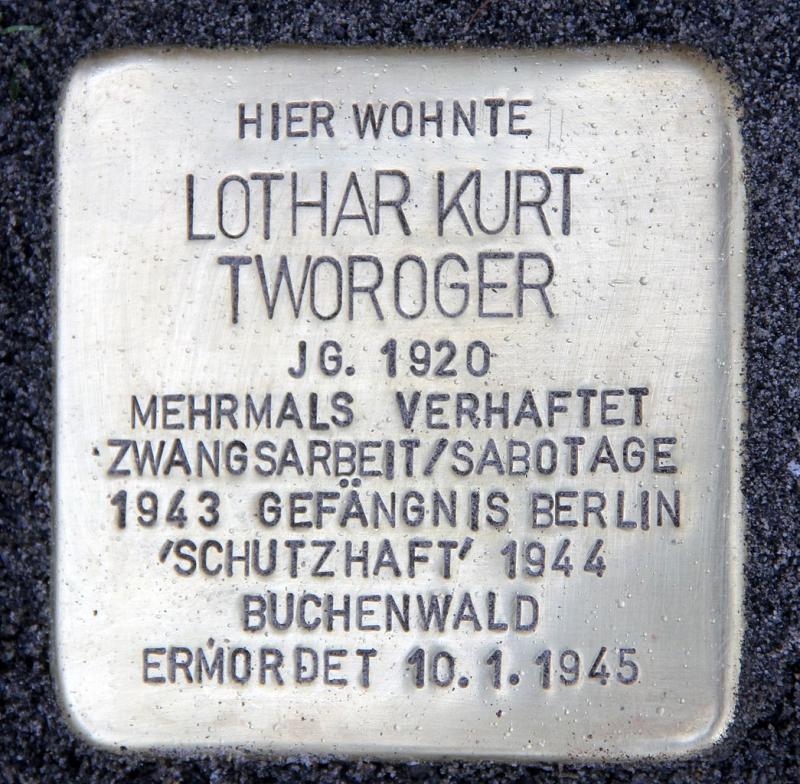 HIER WOHNTE
LOTHAR KURT
TWOROGER
JG. 1920
MEHRMALS VERHAFTET
ZWANGSARBEIT/SABOTAGE
1943 GEFÄNGNIS BERLIN
'SCHUTZHAFT' 1944
BUCHENWALD
ERMORDET 10.1.1945